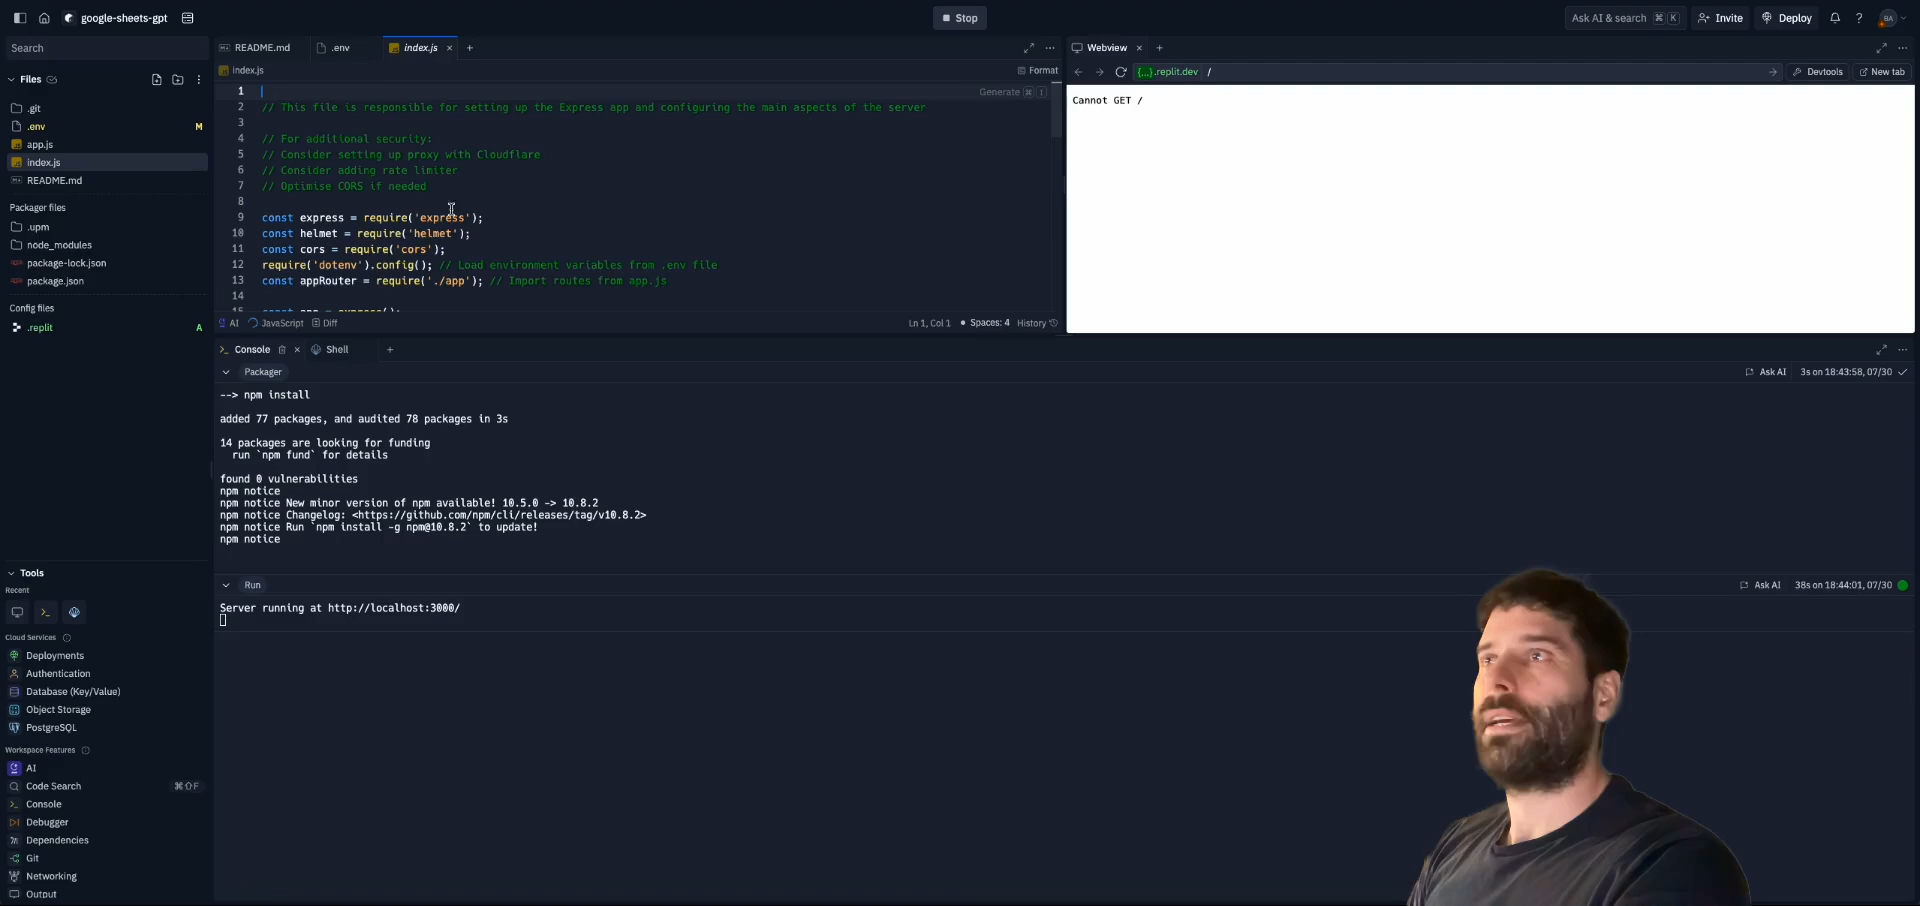 google-sheets-gpt
Stop
Ask AI & search ⌘ K
Invite
Deploy
?
BA
Search
README.md
.env
index.js
Webview
Files
index.js
Format
{...}.replit.dev /
Devtools
New tab
.git
.env M
app.js
index.js
README.md
Packager files
.upm
node_modules
package-lock.json
package.json
Config files
.replit A
1
Generate ⌘ I
2 // This file is responsible for setting up the Express app and configuring the main aspects of the server
3
4 // For additional security:
5 // Consider setting up proxy with Cloudflare
6 // Consider adding rate limiter
7 // Optimise CORS if needed
8
9 const express = require('express');
10 const helmet = require('helmet');
11 const cors = require('cors');
12 require('dotenv').config(); // Load environment variables from .env file
13 const appRouter = require('./app'); // Import routes from app.js
14
15 const app = express();
AI JavaScript Diff
Ln 1, Col 1 • Spaces: 4 History
Cannot GET /
Console
Shell
Packager
Ask AI 3s on 18:43:58, 07/30
--> npm install
added 77 packages, and audited 78 packages in 3s
14 packages are looking for funding
run `npm fund` for details
found 0 vulnerabilities
npm notice
npm notice New minor version of npm available! 10.5.0 -> 10.8.2
npm notice Changelog: <https://github.com/npm/cli/releases/tag/v10.8.2>
npm notice Run `npm install -g npm@10.8.2` to update!
npm notice
Run
Ask AI 38s on 18:44:01, 07/30
Server running at http://localhost:3000/
Tools
Recent
Cloud Services
Deployments
Authentication
Database (Key/Value)
Object Storage
PostgreSQL
Workspace Features
AI
Code Search ⌘⇧F
Console
Debugger
Dependencies
Git
Networking
Output